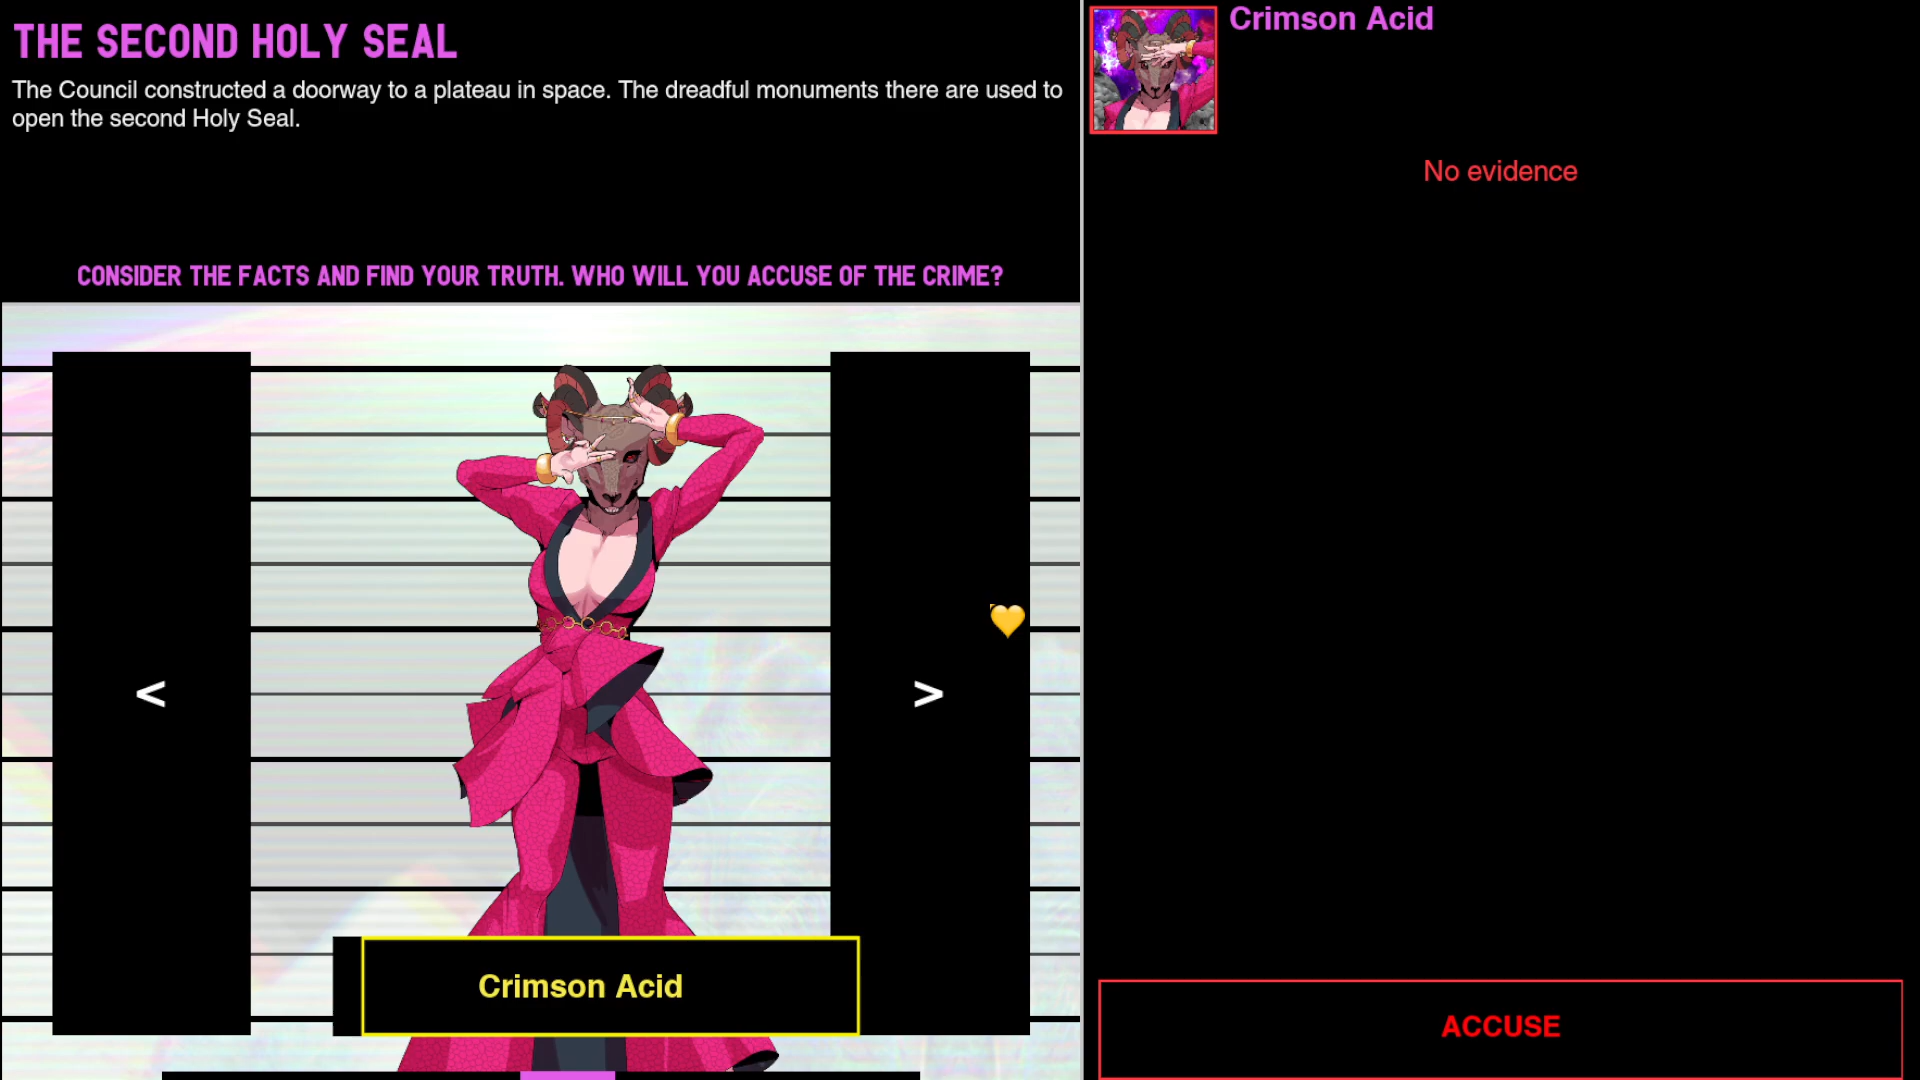 THE SECOND HOLY SEAL
The Council constructed a doorway to a plateau in space. The dreadful monuments there are used to
open the second Holy Seal.
CONSIDER THE FACTS AND FIND YOUR TRUTH. WHO WILL YOU ACCUSE OF THE CRIME?
<
>
Crimson Acid
Crimson Acid
No evidence
ACCUSE